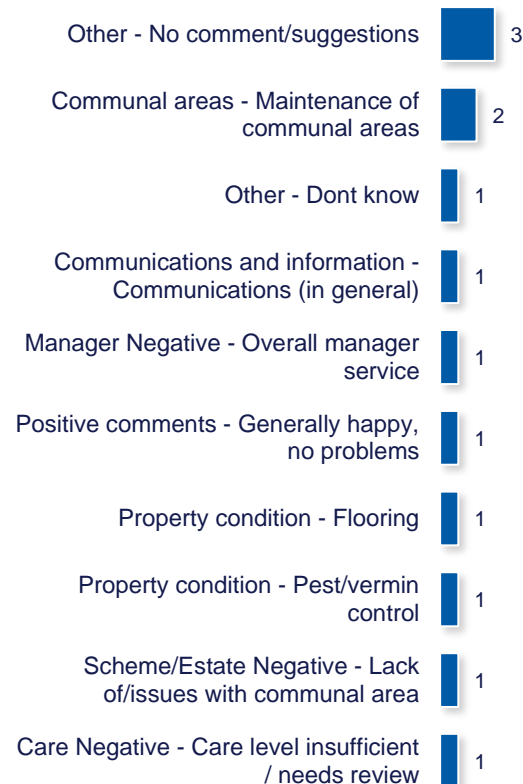 Other - No comment/suggestions 3
Communal areas - Maintenance of
communal areas 2
Other - Dont know 1
Communications and information -
Communications (in general) 1
Manager Negative - Overall manager
service 1
Positive comments - Generally happy,
no problems 1
Property condition - Flooring 1
Property condition - Pest/vermin
control 1
Scheme/Estate Negative - Lack
of/issues with communal area 1
Care Negative - Care level insufficient
/ needs review 1